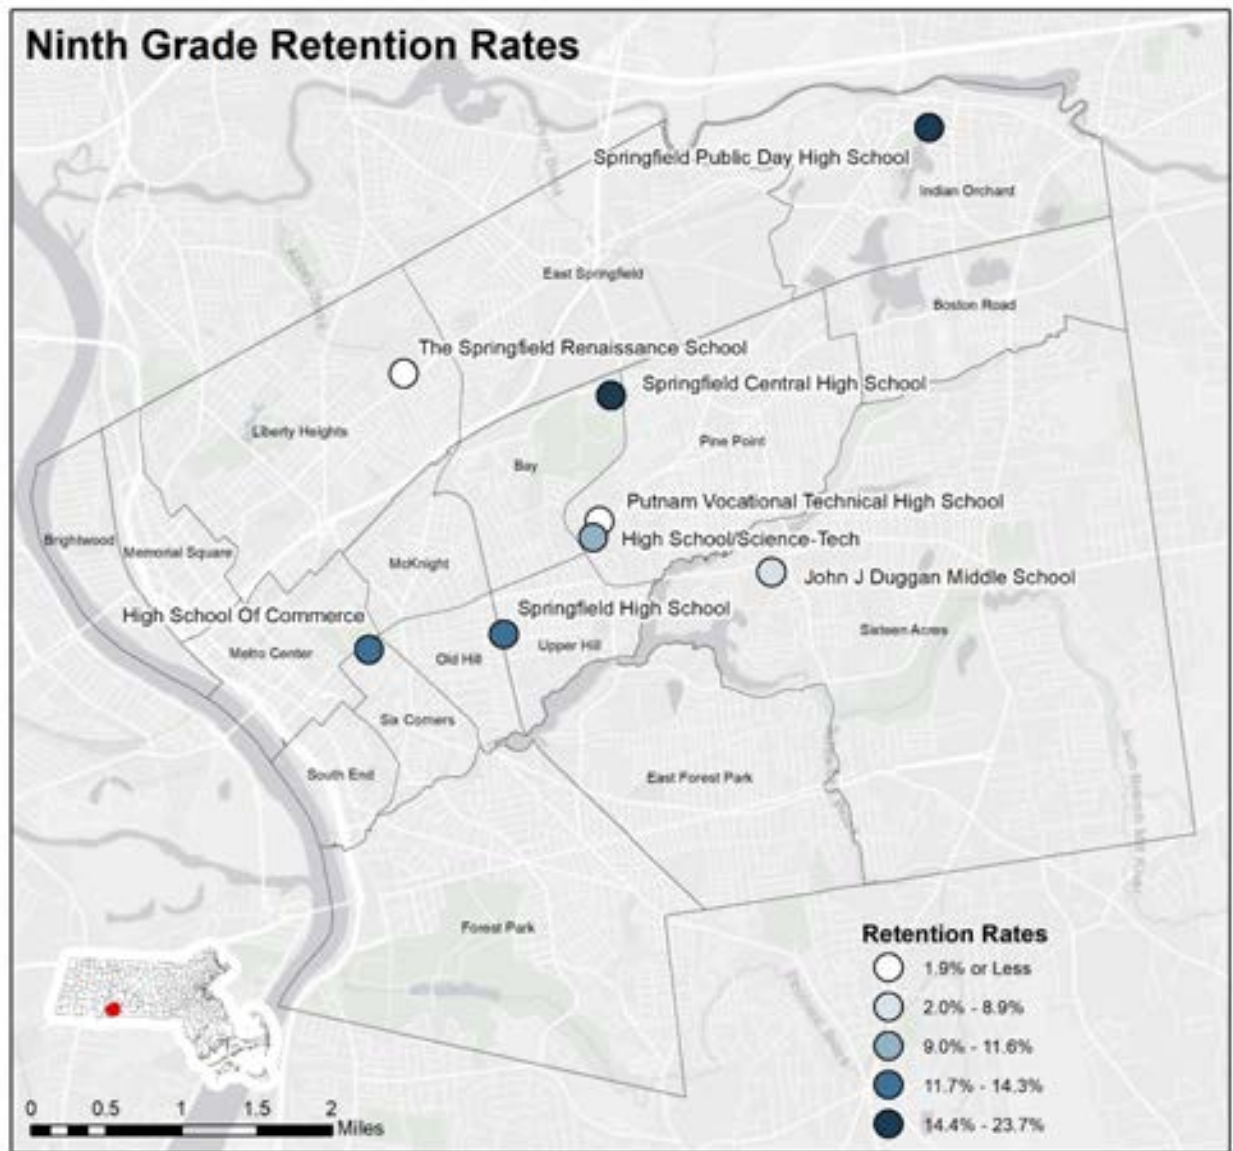 Ninth Grade Retention Rates
Springfield Public Day High School
Indian Orchard
East Springfield
Boston Road
The Springfield Renaissance School
Springfield Central High School
Liberty Heights
Pine Point
Bay
Putnam Vocational Technical High School
Brightwood
Memorial Square
High School/Science-Tech
McKnight
John J Duggan Middle School
High School Of Commerce
Springfield High School
Sixteen Acres
Metro Center
Old Hill
Upper Hill
Six Corners
South End
East Forest Park
Forest Park
Retention Rates
1.9% or Less
2.0% - 8.9%
9.0% - 11.6%
11.7% - 14.3%
14.4% - 23.7%
0 0.5 1 1.5 2
Miles